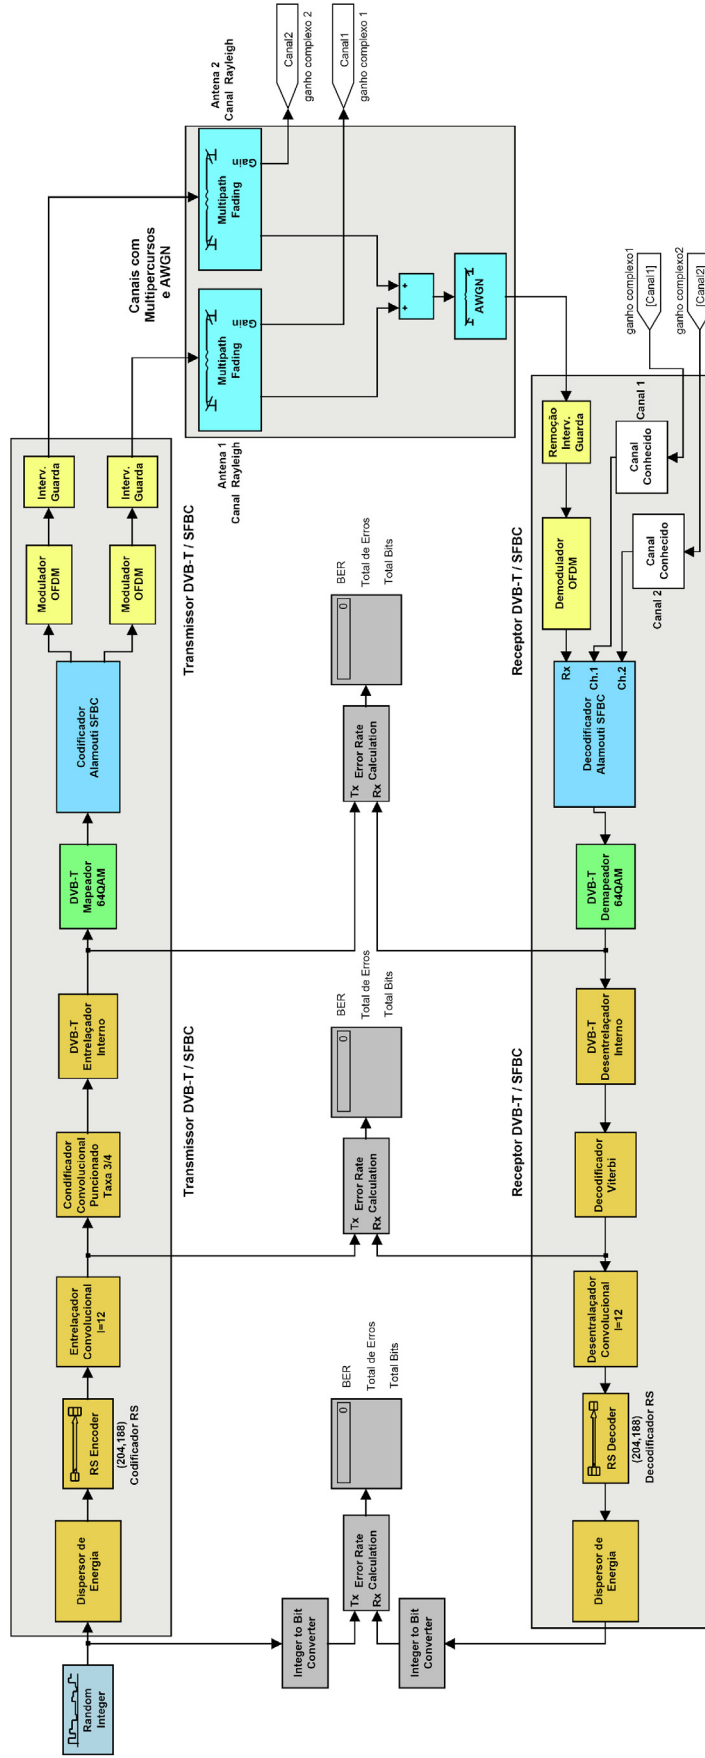 Random
Integer
Dispersor de
Energia
RS Encoder
(204,188)
Codificador RS
Entrelaçador
Convolucional
I=12
Condificador
Convolucional
Puncionado
Taxa 3/4
DVB-T
Entrelaçador
Interno
DVB-T
Mapeador
64QAM
Codificador
Alamouti SFBC
Modulador
OFDM
Interv.
Guarda
Modulador
OFDM
Interv.
Guarda
Transmissor DVB-T / SFBC
Transmissor DVB-T / SFBC
Canais com
Multipercursos
e AWGN
Antena 2
Canal Rayleigh
Multipath
Fading
Gain
Canal2
ganho complexo 2
Canal1
ganho complexo 1
Multipath
Fading
Gain
Antena 1
Canal Rayleigh
+
+
AWGN
Integer to Bit
Converter
Integer to Bit
Converter
Tx
Rx
Error Rate
Calculation
0
BER
Total de Erros
Total Bits
Tx
Rx
Error Rate
Calculation
0
BER
Total de Erros
Total Bits
Tx
Rx
Error Rate
Calculation
0
BER
Total de Erros
Total Bits
Receptor DVB-T / SFBC
Receptor DVB-T / SFBC
Dispersor de
Energia
RS Decoder
(204,188)
Decodificador RS
Desentralaçador
Convolucional
I=12
Decodificador
Viterbi
DVB-T
Desentrelaçador
Interno
DVB-T
Demapeador
64QAM
Decodificador
Alamouti SFBC
Rx
Ch.1
Ch.2
Demodulador
OFDM
Remoção
Interv.
Guarda
Canal
Conhecido
Canal 1
Canal
Conhecido
Canal 2
ganho complexo1
[Canal1]
ganho complexo2
[Canal2]